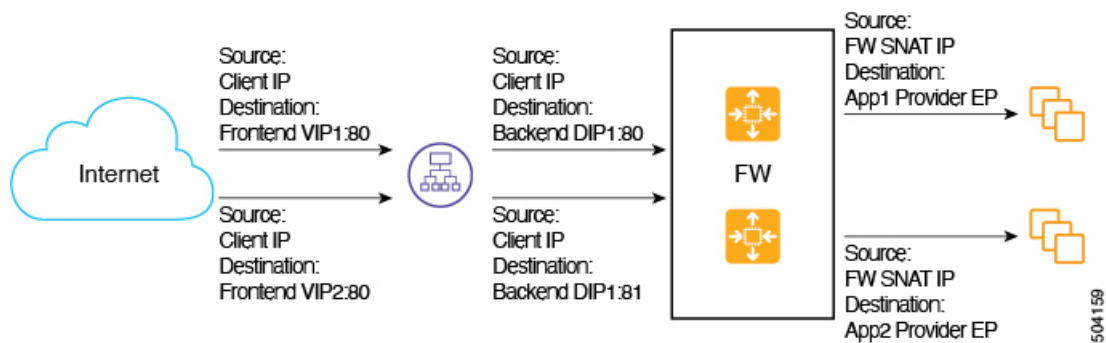 Source:
Client IP
Destination:
Frontend VIP1:80
Source:
Client IP
Destination:
Backend DIP1:80
Source:
FW SNAT IP
Destination:
App1 Provider EP
Internet
FW
Source:
Client IP
Destination:
Frontend VIP2:80
Source:
Client IP
Destination:
Backend DIP1:81
Source:
FW SNAT IP
Destination:
App2 Provider EP
504159